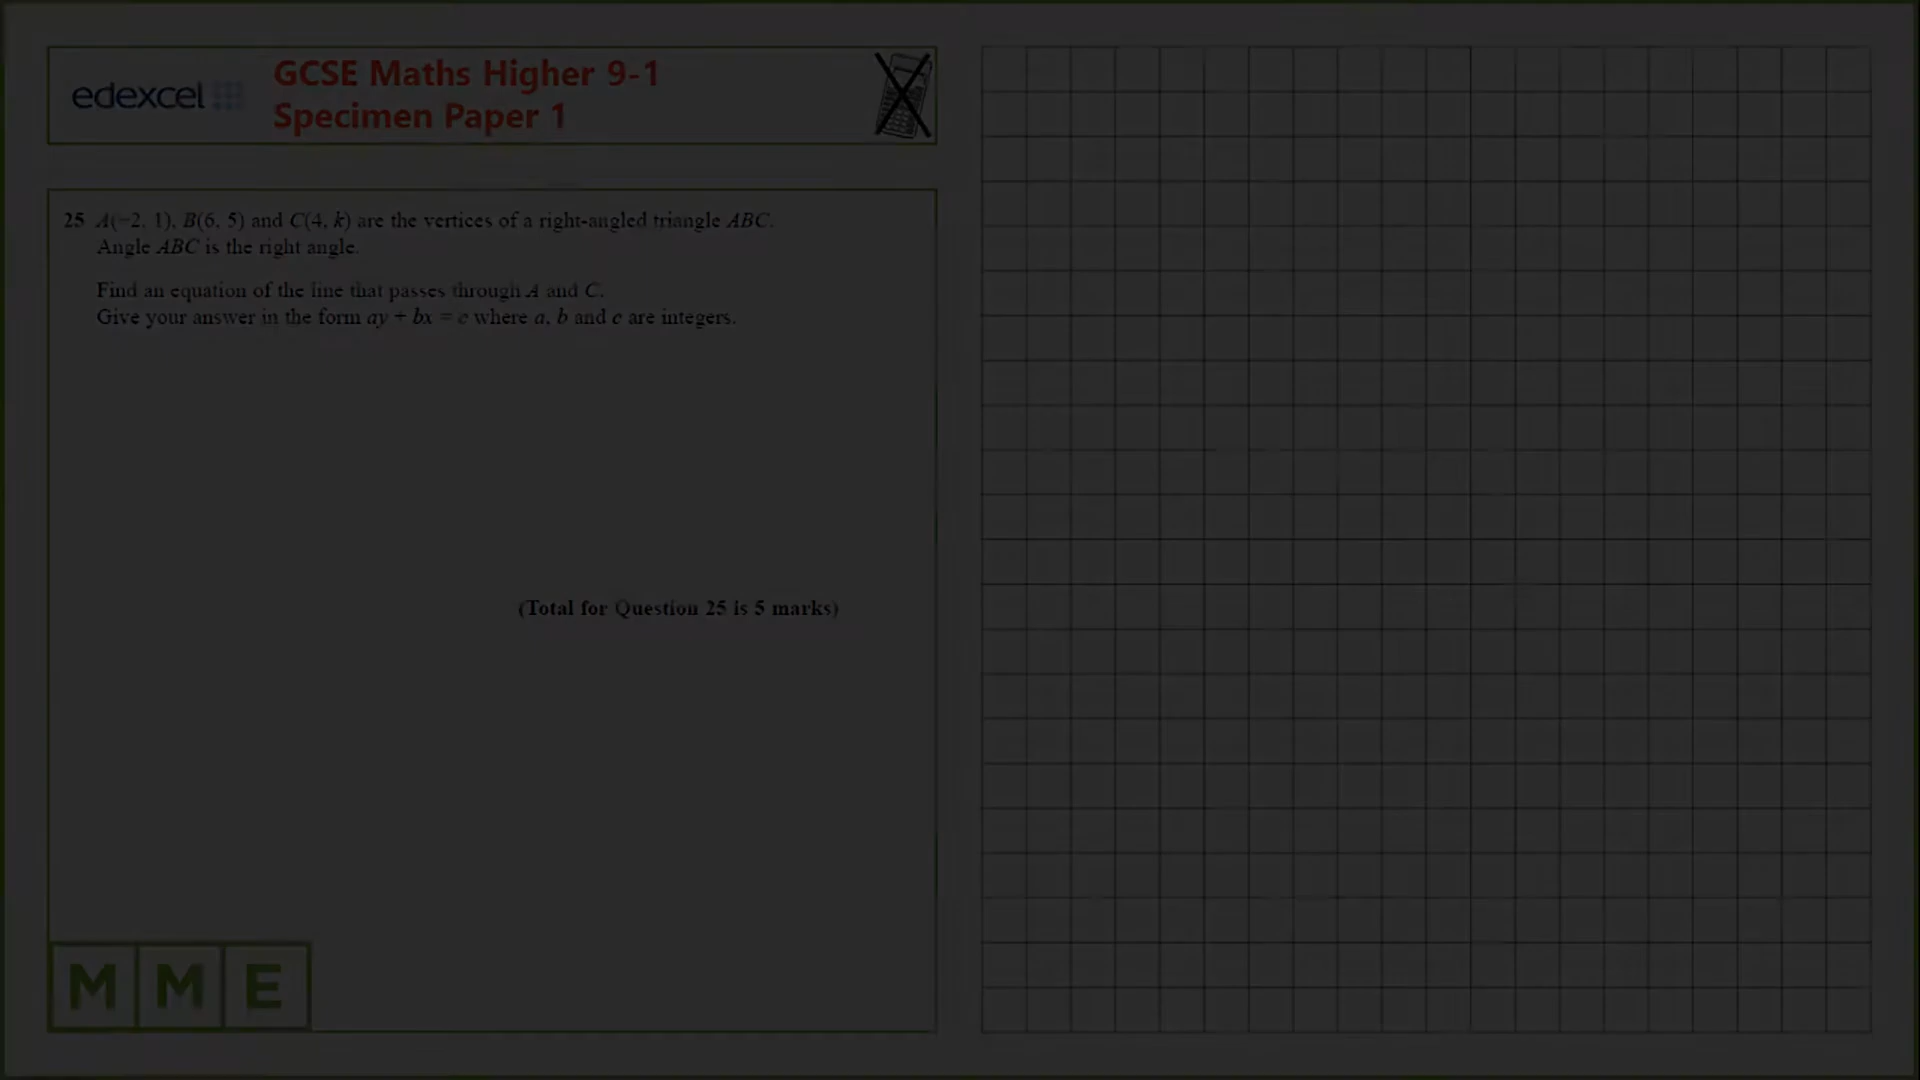 edexcel
GCSE Maths Higher 9-1
Specimen Paper 1
25 A(−2, 1), B(6, 5) and C(4, k) are the vertices of a right-angled triangle ABC.
Angle ABC is the right angle.
Find an equation of the line that passes through A and C.
Give your answer in the form ay + bx = c where a, b and c are integers.
(Total for Question 25 is 5 marks)
MME